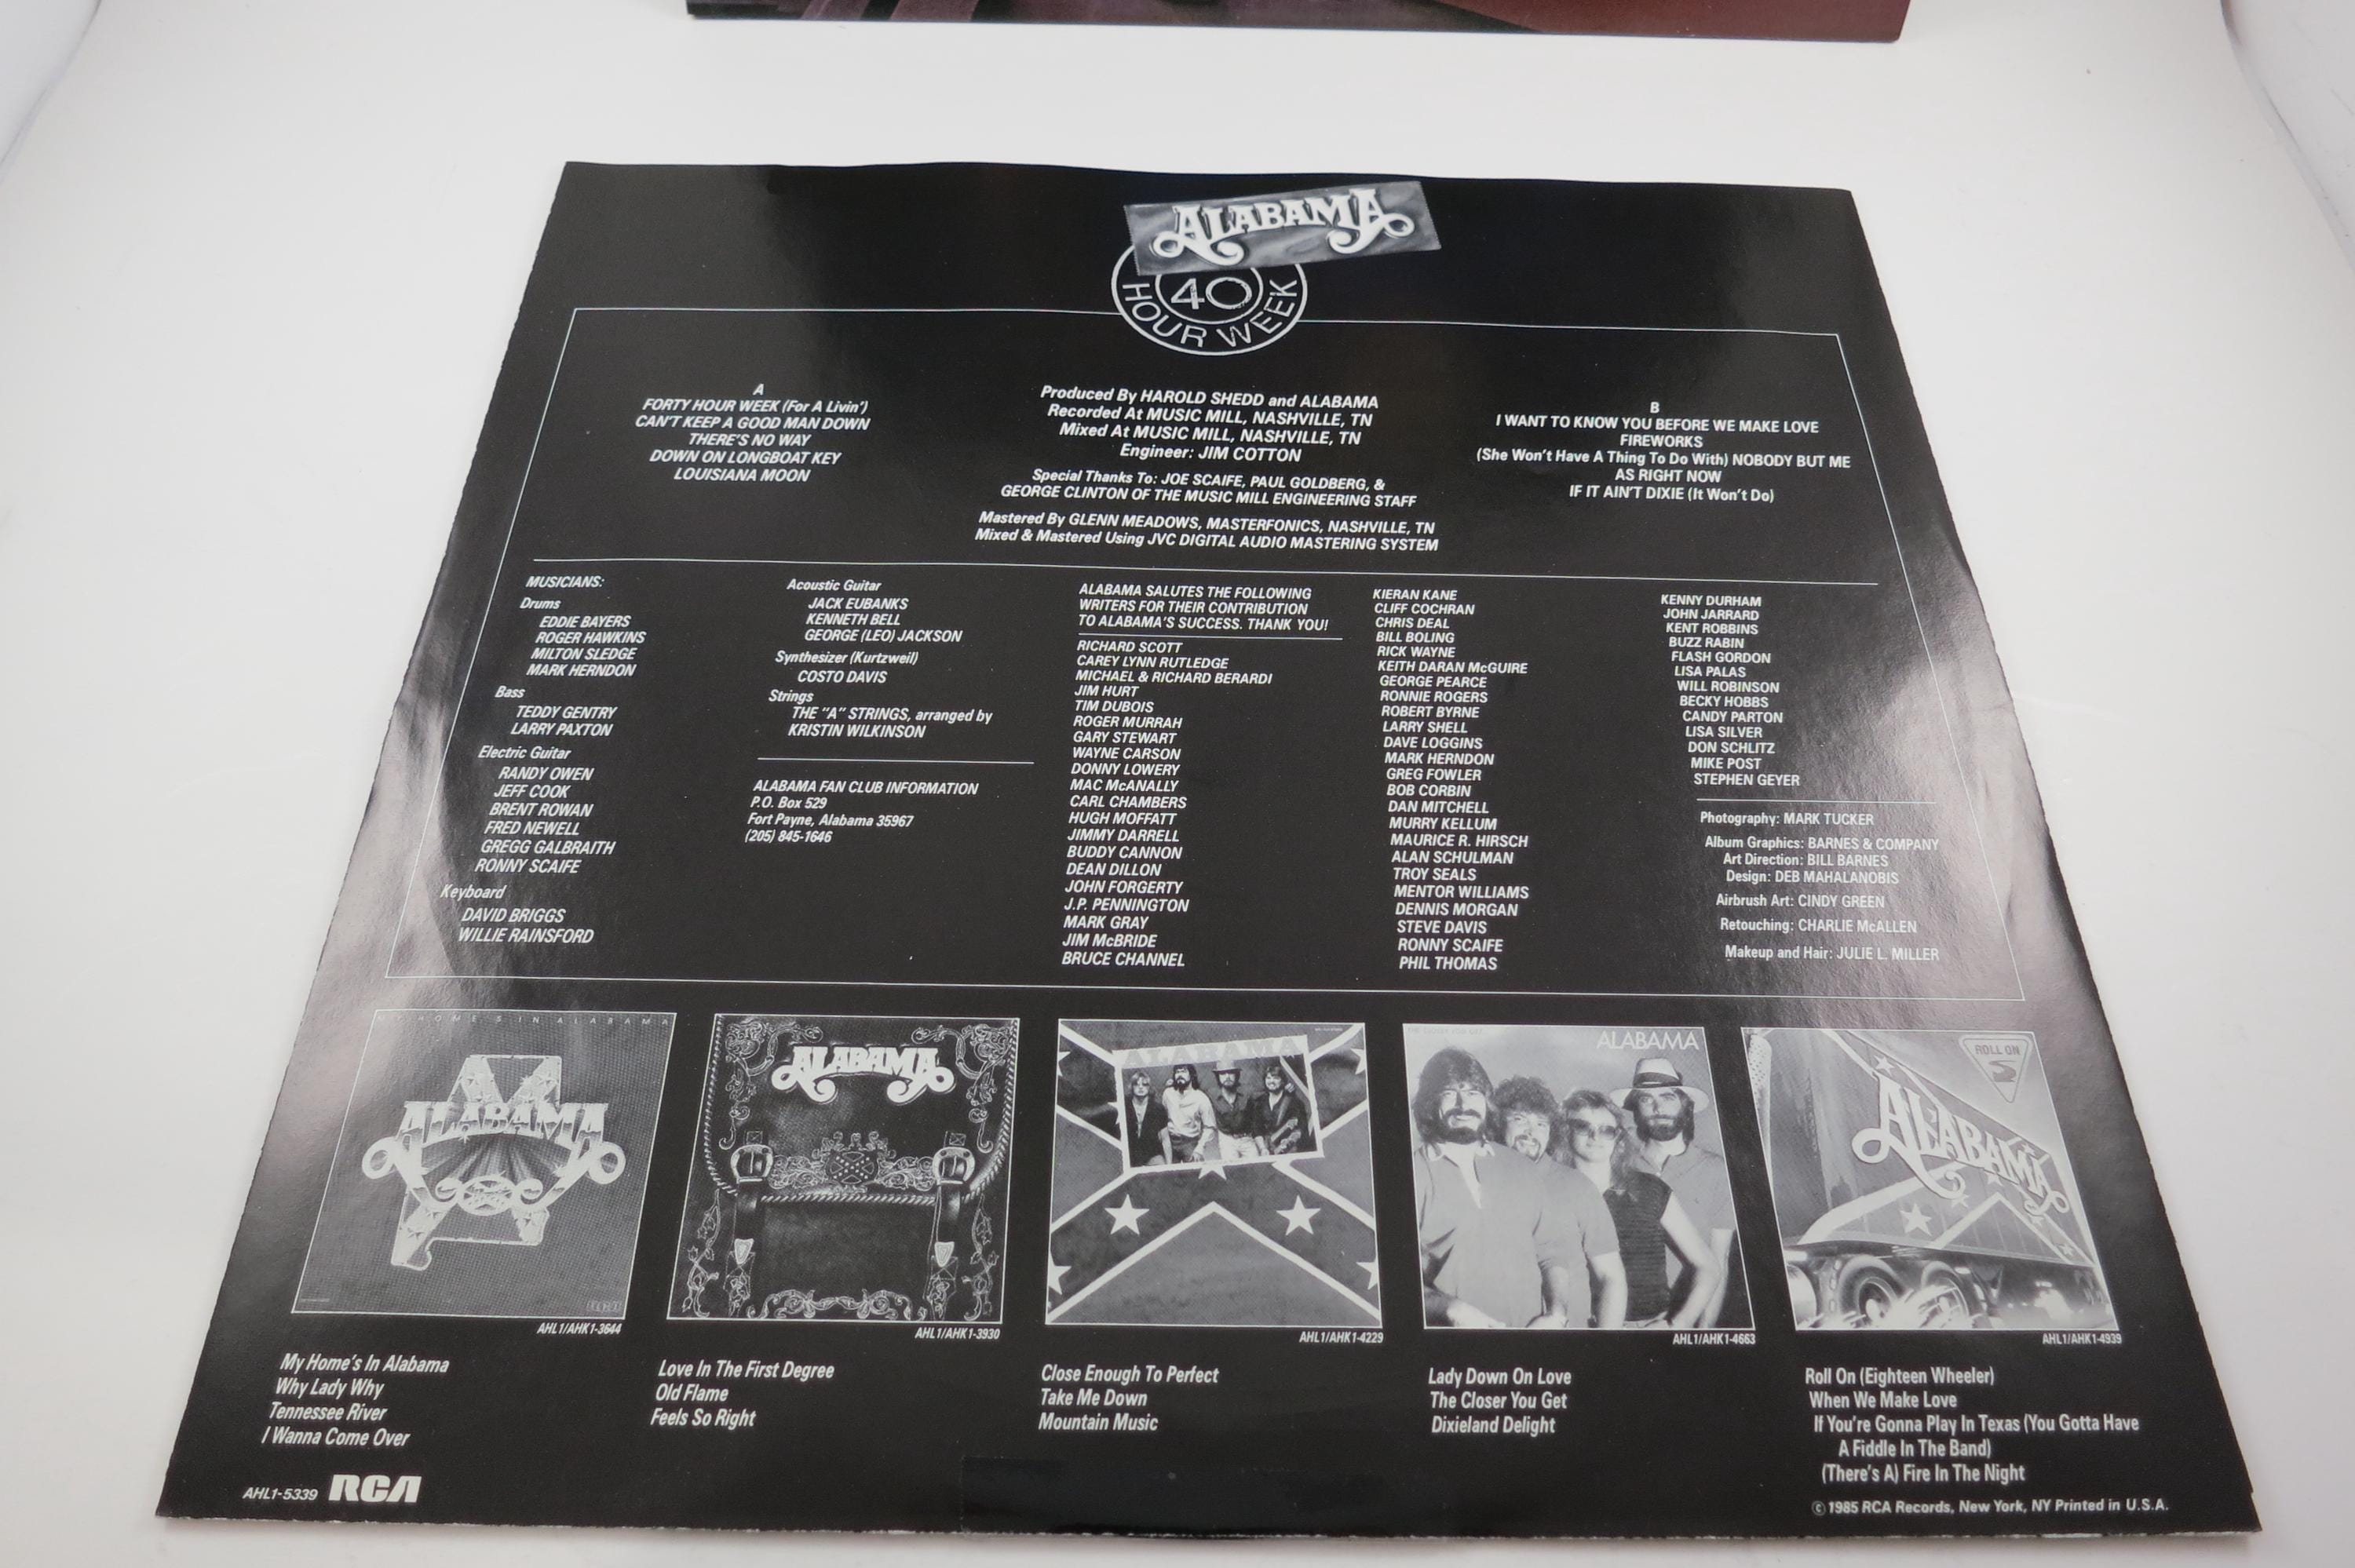 ALABAMA
40
HOUR WEEK
A
FORTY HOUR WEEK (For A Livin')
CAN'T KEEP A GOOD MAN DOWN
THERE'S NO WAY
DOWN ON LONGBOAT KEY
LOUISIANA MOON
Produced By HAROLD SHEDD and ALABAMA
Recorded At MUSIC MILL, NASHVILLE, TN
Mixed At MUSIC MILL, NASHVILLE, TN
Engineer: JIM COTTON
Special Thanks To: JOE SCAIFE, PAUL GOLDBERG, &
GEORGE CLINTON OF THE MUSIC MILL ENGINEERING STAFF
Mastered By GLENN MEADOWS, MASTERFONICS, NASHVILLE, TN
Mixed & Mastered Using JVC DIGITAL AUDIO MASTERING SYSTEM
B
I WANT TO KNOW YOU BEFORE WE MAKE LOVE
FIREWORKS
(She Won't Have A Thing To Do With) NOBODY BUT ME
AS RIGHT NOW
IF IT AIN'T DIXIE (It Won't Do)
MUSICIANS:
Drums
EDDIE BAYERS
ROGER HAWKINS
MILTON SLEDGE
MARK HERNDON
Bass
TEDDY GENTRY
LARRY PAXTON
Electric Guitar
RANDY OWEN
JEFF COOK
BRENT ROWAN
FRED NEWELL
GREGG GALBRAITH
RONNY SCAIFE
Keyboard
DAVID BRIGGS
WILLIE RAINSFORD
Acoustic Guitar
JACK EUBANKS
KENNETH BELL
GEORGE (LEO) JACKSON
Synthesizer (Kurtzweil)
COSTO DAVIS
Strings
THE "A" STRINGS, arranged by
KRISTIN WILKINSON
ALABAMA FAN CLUB INFORMATION
P.O. Box 529
Fort Payne, Alabama 35967
(205) 845-1646
ALABAMA SALUTES THE FOLLOWING
WRITERS FOR THEIR CONTRIBUTION
TO ALABAMA'S SUCCESS. THANK YOU!
RICHARD SCOTT
CAREY LYNN RUTLEDGE
MICHAEL & RICHARD BERARDI
JIM HURT
TIM DUBOIS
ROGER MURRAH
GARY STEWART
WAYNE CARSON
DONNY LOWERY
MAC McANALLY
CARL CHAMBERS
HUGH MOFFATT
JIMMY DARRELL
BUDDY CANNON
DEAN DILLON
JOHN FORGERTY
J.P. PENNINGTON
MARK GRAY
JIM McBRIDE
BRUCE CHANNEL
KIERAN KANE
CLIFF COCHRAN
CHRIS DEAL
BILL BOLING
RICK WAYNE
KEITH DARAN McGUIRE
GEORGE PEARCE
RONNIE ROGERS
ROBERT BYRNE
LARRY SHELL
DAVE LOGGINS
MARK HERNDON
GREG FOWLER
BOB CORBIN
DAN MITCHELL
MURRY KELLUM
MAURICE R. HIRSCH
ALAN SCHULMAN
TROY SEALS
MENTOR WILLIAMS
DENNIS MORGAN
STEVE DAVIS
RONNY SCAIFE
PHIL THOMAS
KENNY DURHAM
JOHN JARRARD
KENT ROBBINS
BUZZ RABIN
FLASH GORDON
LISA PALAS
WILL ROBINSON
BECKY HOBBS
CANDY PARTON
LISA SILVER
DON SCHLITZ
MIKE POST
STEPHEN GEYER
Photography: MARK TUCKER
Album Graphics: BARNES & COMPANY
Art Direction: BILL BARNES
Design: DEB MAHALANOBIS
Airbrush Art: CINDY GREEN
Retouching: CHARLIE McALLEN
Makeup and Hair: JULIE L. MILLER
MY HOME'S IN ALABAMA
ALABAMA
AHL1/AHK1-3644
My Home's In Alabama
Why Lady Why
Tennessee River
I Wanna Come Over
ALABAMA
AHL1/AHK1-3930
Love In The First Degree
Old Flame
Feels So Right
ALABAMA
AHL1/AHK1-4229
Close Enough To Perfect
Take Me Down
Mountain Music
ALABAMA
AHL1/AHK1-4663
Lady Down On Love
The Closer You Get
Dixieland Delight
ROLL ON
ALABAMA
AHL1/AHK1-4939
Roll On (Eighteen Wheeler)
When We Make Love
If You're Gonna Play In Texas (You Gotta Have
A Fiddle In The Band)
(There's A) Fire In The Night
AHL1-5339 RCA
© 1985 RCA Records, New York, NY Printed in U.S.A.